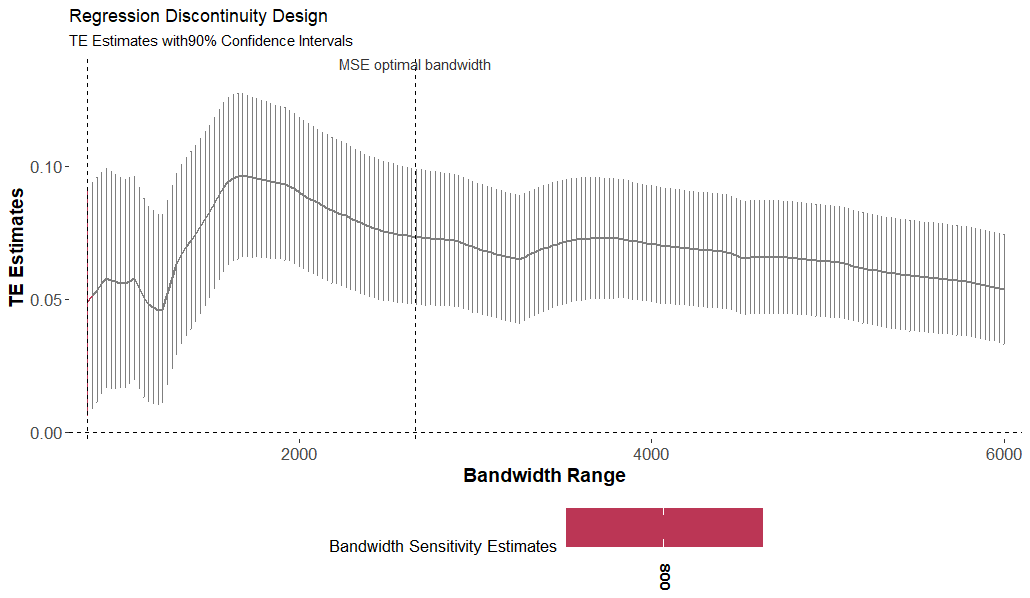 Regression Discontinuity Design
TE Estimates with90% Confidence Intervals
MSE optimal bandwidth
TE Estimates
0.10
0.05
0.00
2000
4000
6000
Bandwidth Range
Bandwidth Sensitivity Estimates
800